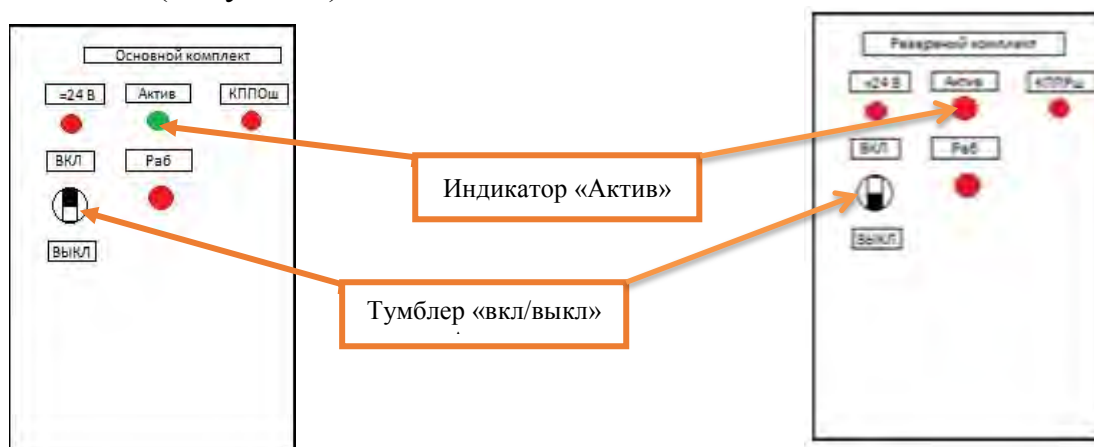 Основной комплект
=24 В Актив КППОш
ВКЛ Раб
ВЫКЛ
Индикатор «Актив»
Тумблер «вкл/выкл»
Резервный комплект
=24 В Актив КППРш
ВКЛ Раб
ВЫКЛ